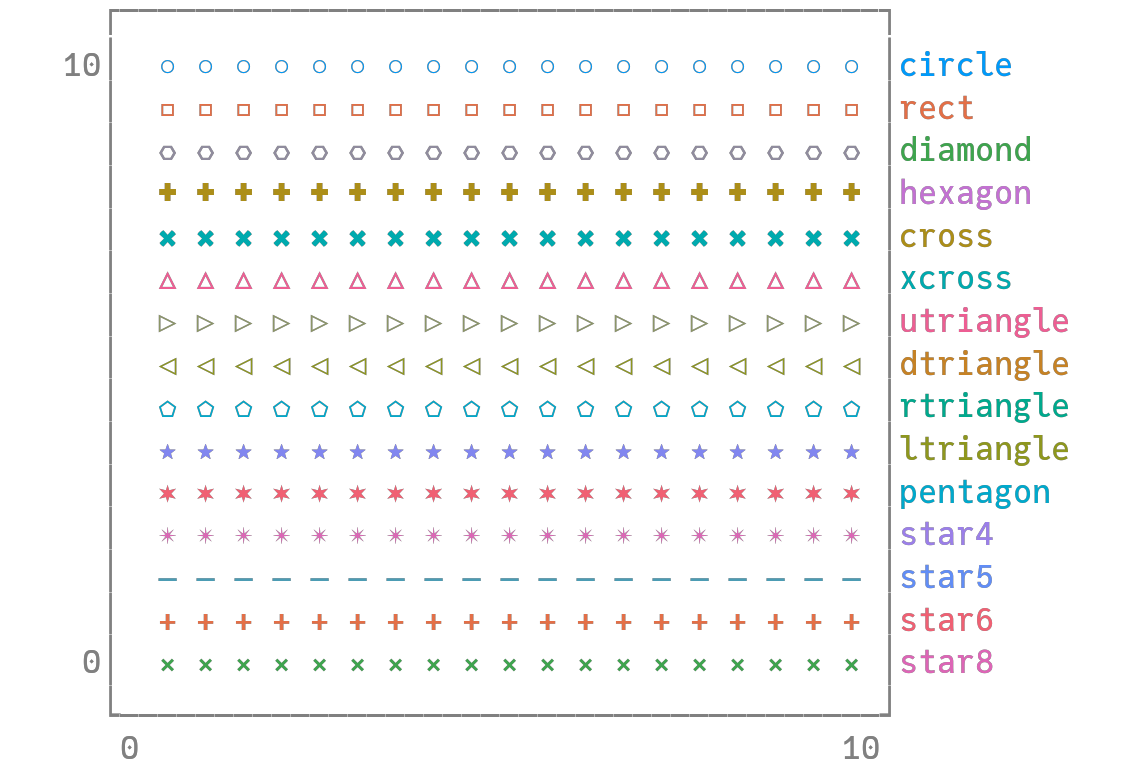 10 circle
rect
diamond
hexagon
cross
xcross
utriangle
dtriangle
rtriangle
ltriangle
pentagon
star4
star5
star6
0 star8
0 10